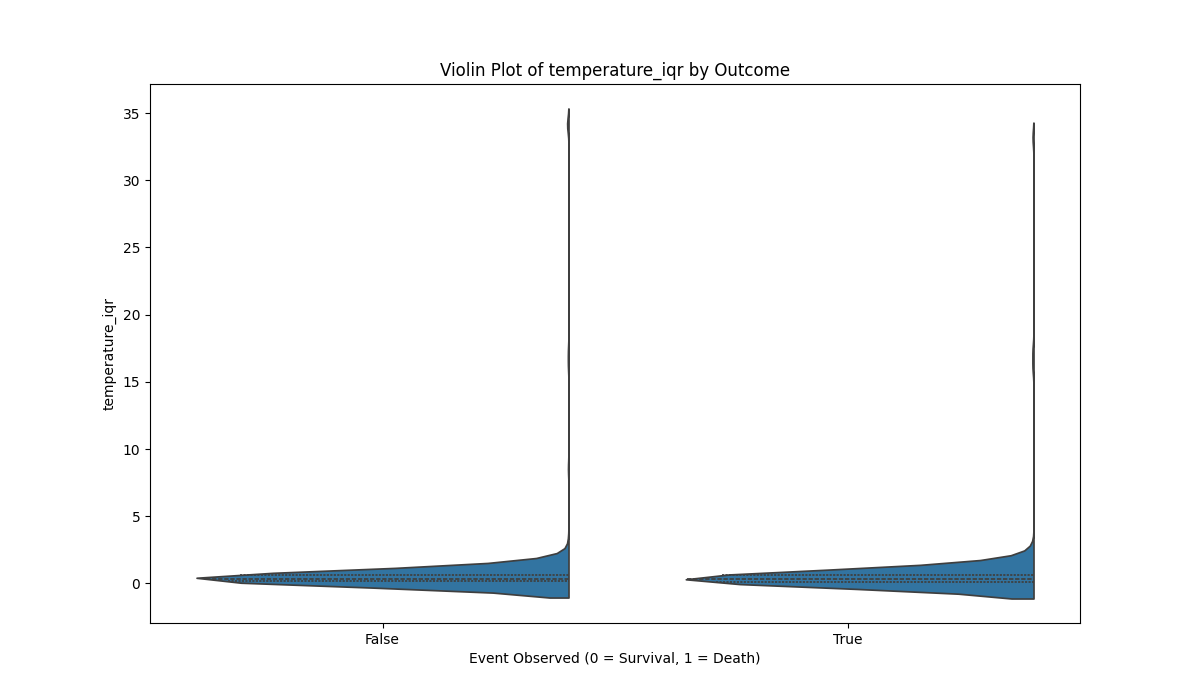 Violin Plot of temperature_iqr by Outcome
35
30
25
20
15
10
5
0
temperature_iqr
False
True
Event Observed (0 = Survival, 1 = Death)